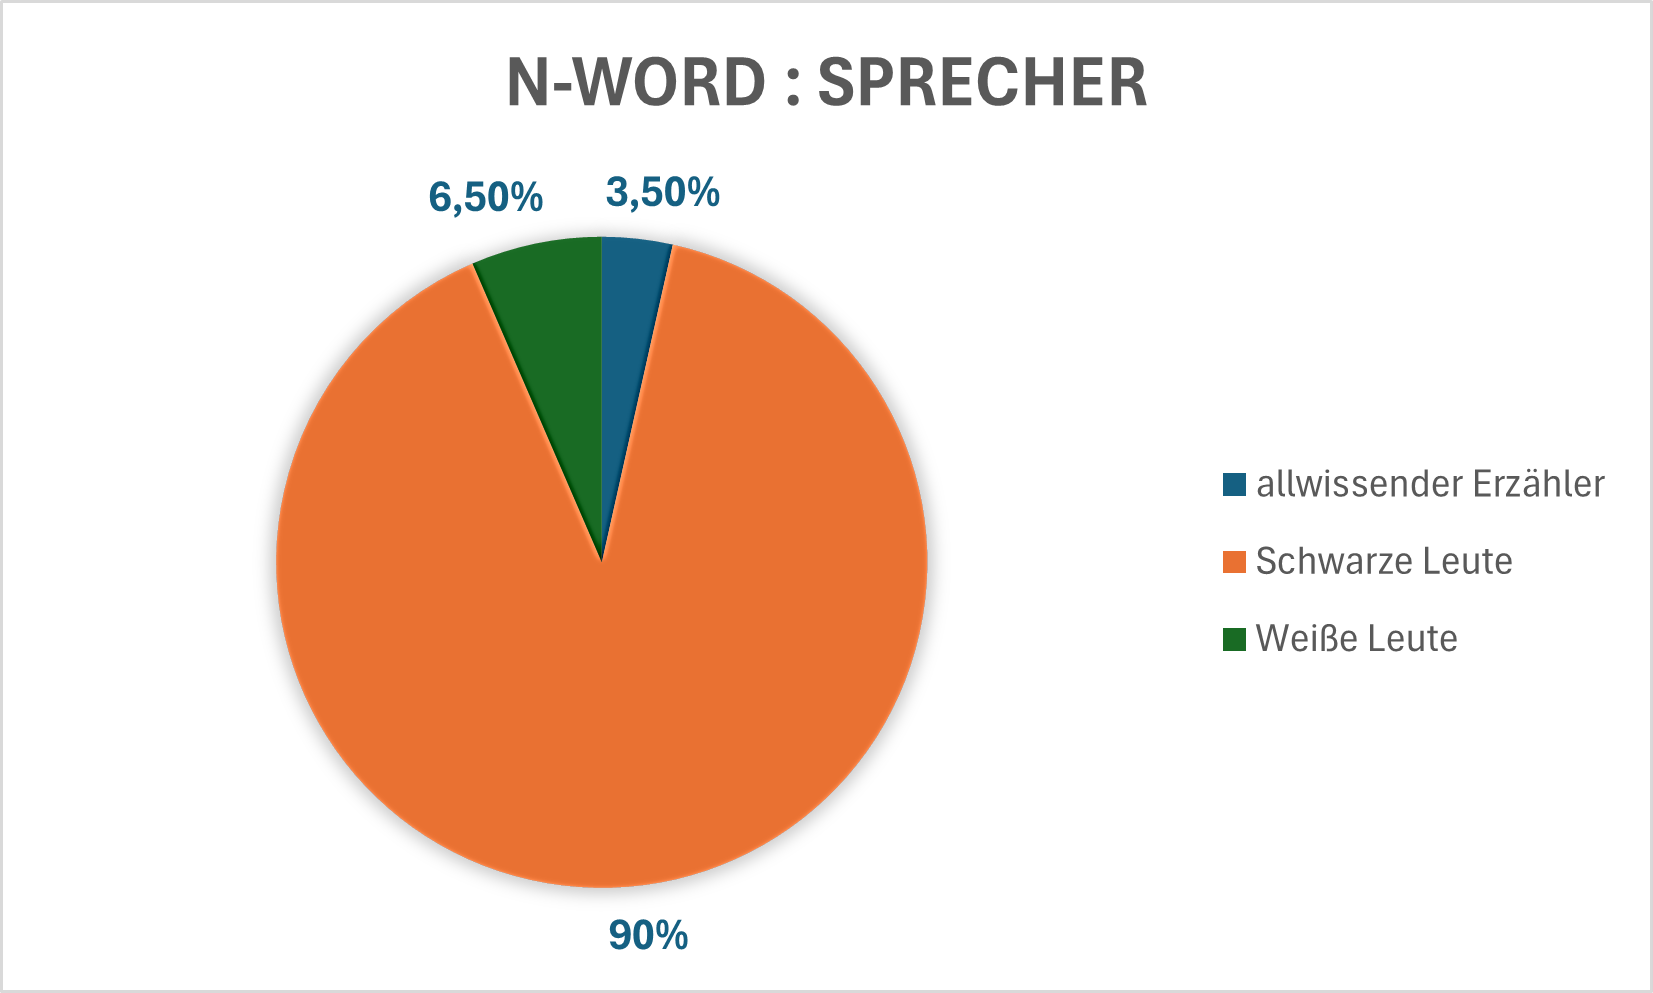 N-WORD : SPRECHER
6,50%
3,50%
allwissender Erzähler
Schwarze Leute
Weiße Leute
90%